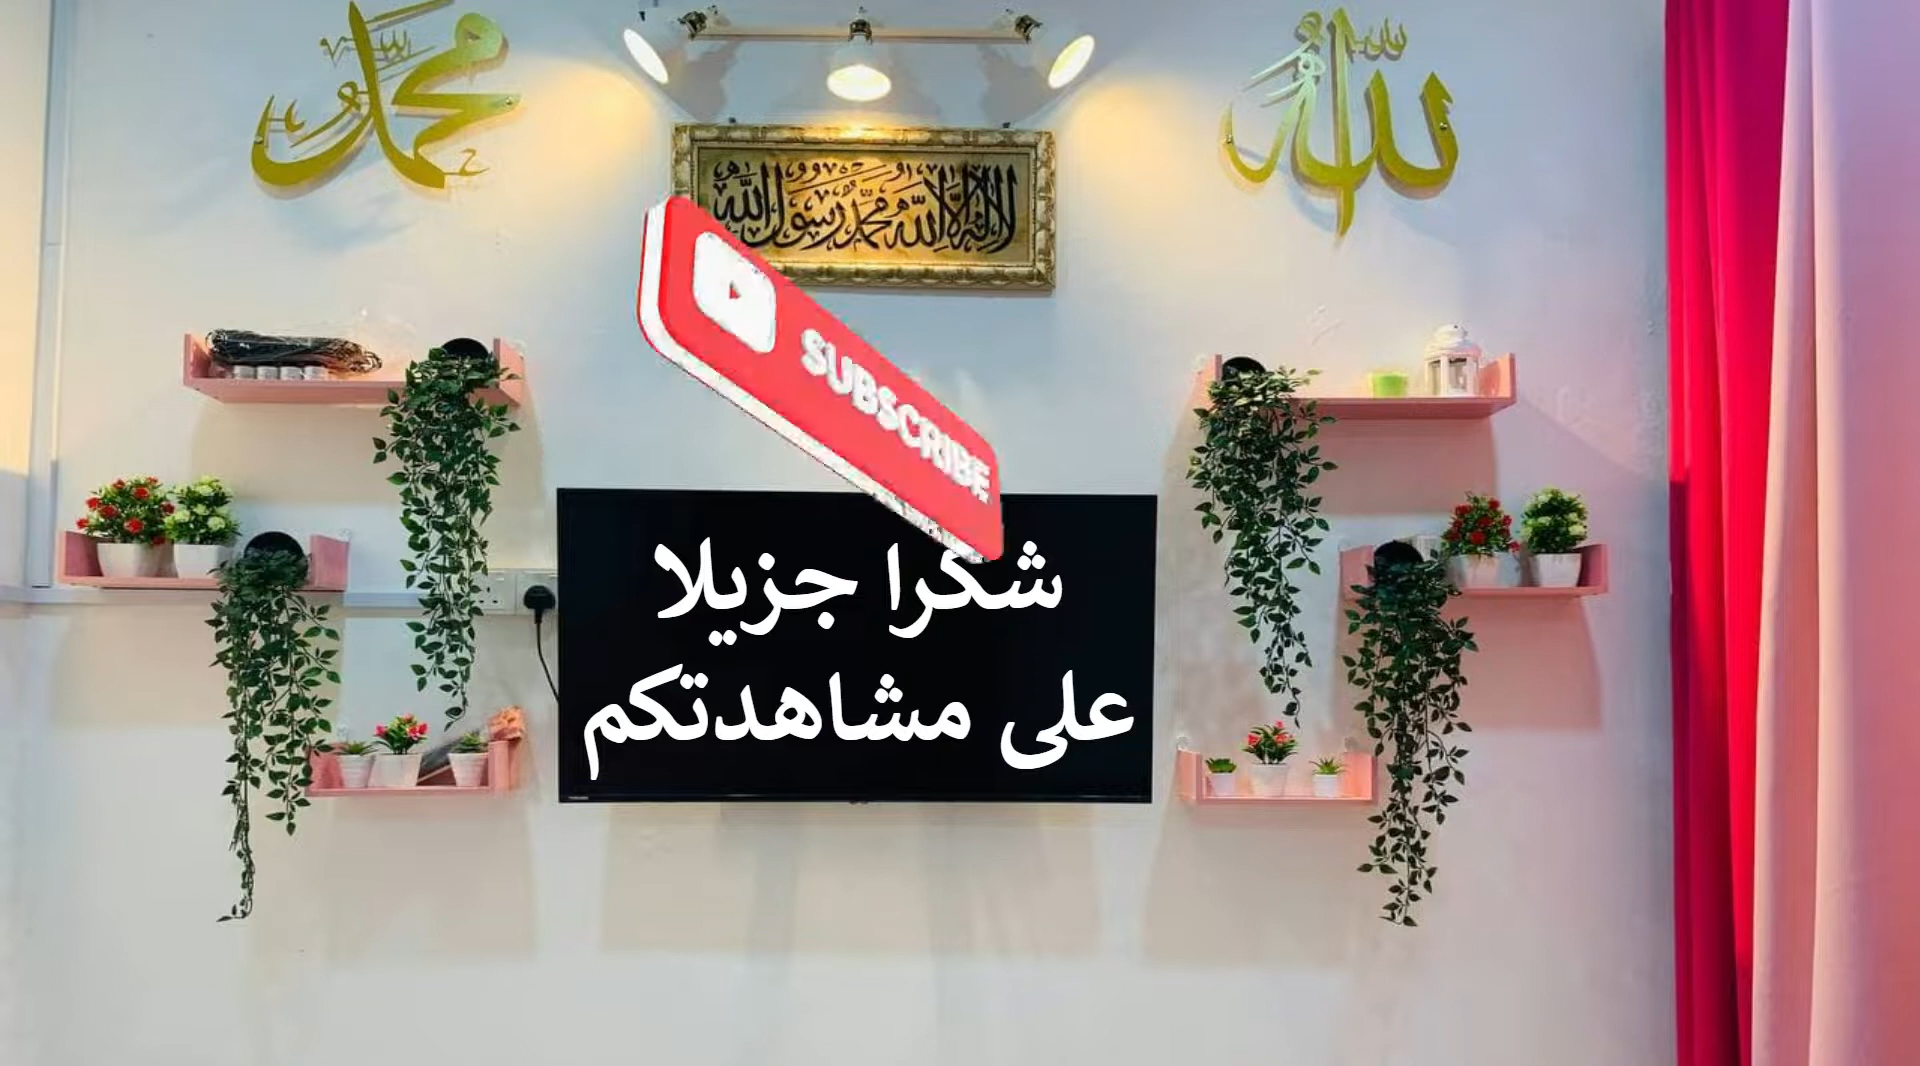 محمد
الله
لا إله إلا الله محمد رسول الله
SUBSCRIBE
شكرا جزيلا
على مشاهدتكم